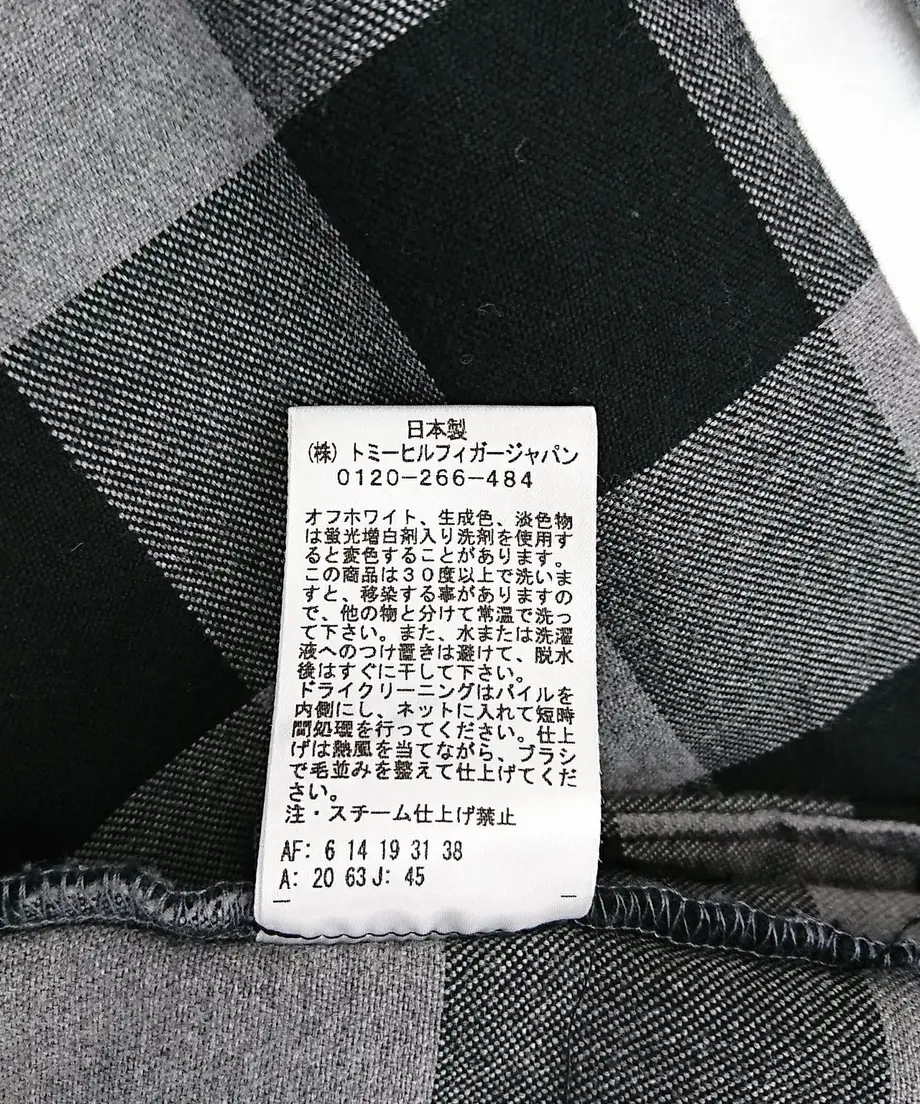 日本製
(株) トミーヒルフィガージャパン
0120-266-484
オフホワイト、生成色、淡色物
は蛍光増白剤入り洗剤を使用す
ると変色することがあります。
この商品は30度以上で洗いま
すと、移染する事がありますの
で、他の物と分けて常温で洗っ
て下さい。また、水または洗濯
液へのつけ置きは避けて、脱水
後はすぐに干して下さい。
ドライクリーニングはパイルを
内側にし、ネットに入れて短時
間処理を行ってください。仕上
げは熱風を当てながら、ブラシ
で毛並みを整えて仕上げてくだ
さい。
注・スチーム仕上げ禁止
AF: 6 14 19 31 38
A: 20 63 J: 45